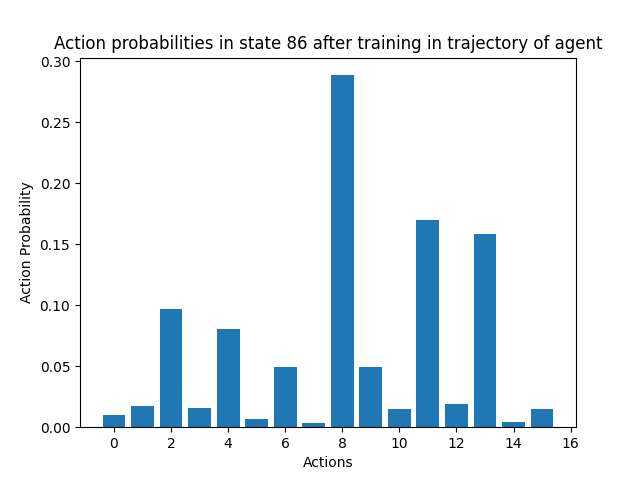 Action probabilities in state 86 after training in trajectory of agent
0.30
0.25
0.20
0.15
0.10
0.05
0.00
Action Probability
0 2 4 6 8 10 12 14 16
Actions